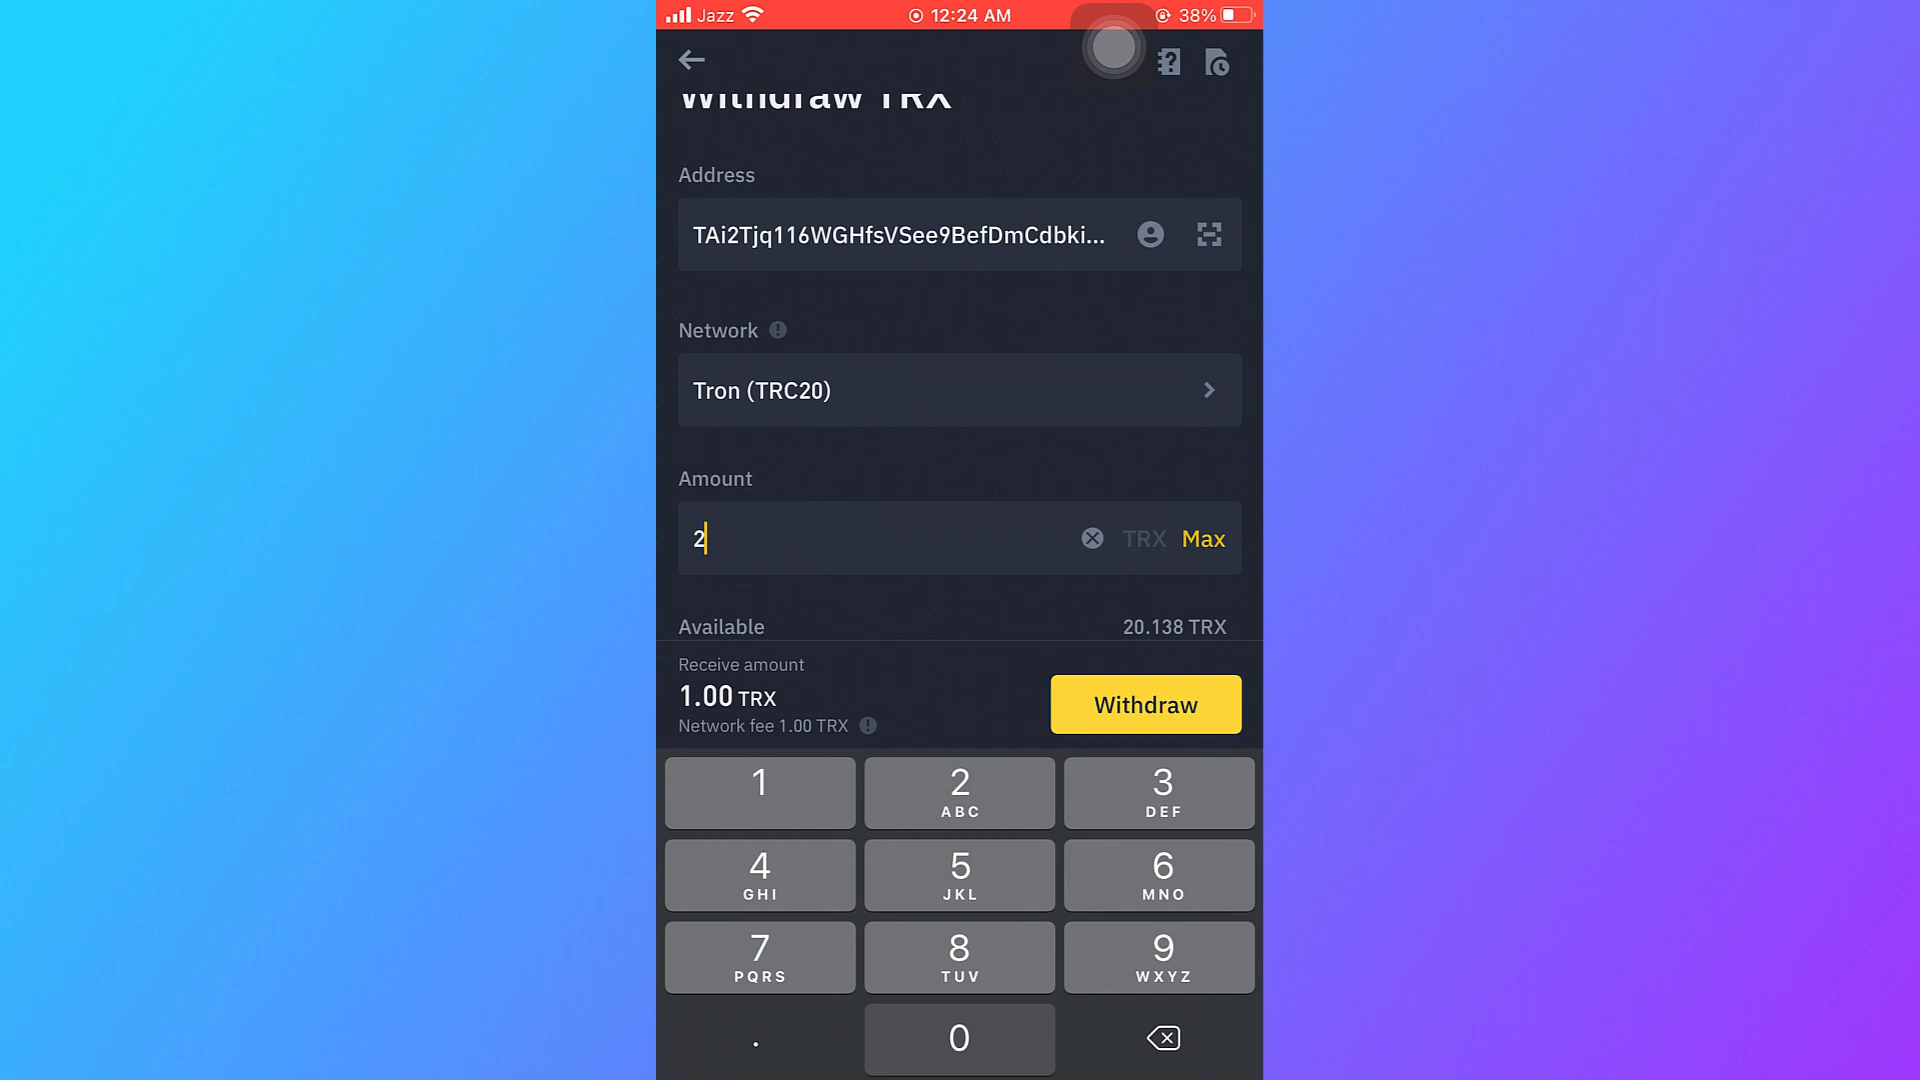 Jazz 12:24 AM 38%
Withdraw TRX
Address
TAi2Tjq116WGHfsVSee9BefDmCdbki...
Network
Tron (TRC20)
Amount
2 TRX Max
Available 20.138 TRX
Receive amount
1.00 TRX
Network fee 1.00 TRX
Withdraw
1 2 3
ABC DEF
4 5 6
GHI JKL MNO
7 8 9
PQRS TUV WXYZ
. 0